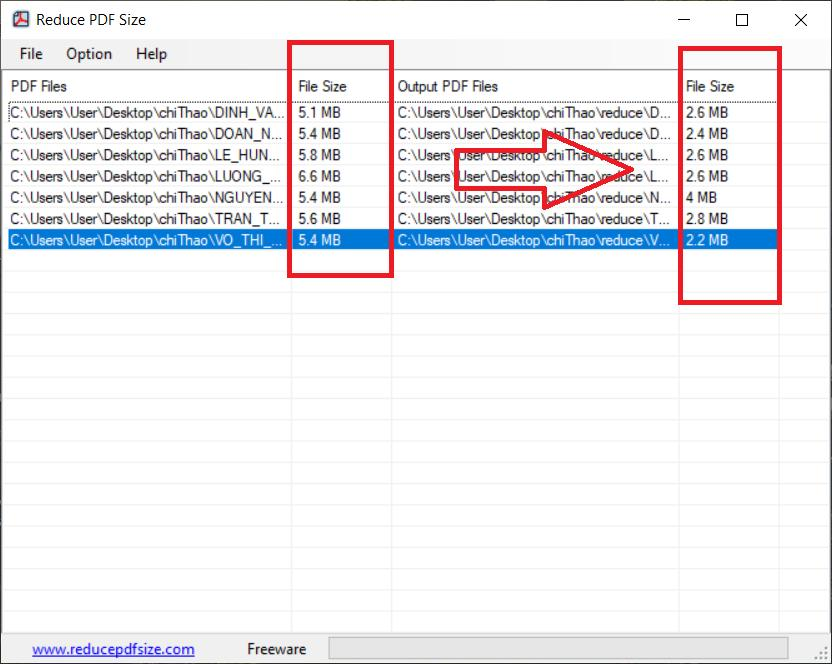 Reduce PDF Size
File Option Help
PDF Files File Size Output PDF Files File Size
C:\Users\User\Desktop\chiThao\DINH_VA... 5.1 MB C:\Users\User\Desktop\chiThao\reduce\D... 2.6 MB
C:\Users\User\Desktop\chiThao\DOAN_N... 5.4 MB C:\Users\User\Desktop\chiThao\reduce\D... 2.4 MB
C:\Users\User\Desktop\chiThao\LE_HUN... 5.8 MB C:\Users\User\Desktop\chiThao\reduce\L... 2.6 MB
C:\Users\User\Desktop\chiThao\LUONG_... 6.6 MB C:\Users\User\Desktop\chiThao\reduce\L... 2.6 MB
C:\Users\User\Desktop\chiThao\NGUYEN... 5.4 MB C:\Users\User\Desktop\chiThao\reduce\N... 4 MB
C:\Users\User\Desktop\chiThao\TRAN_T... 5.6 MB C:\Users\User\Desktop\chiThao\reduce\T... 2.8 MB
C:\Users\User\Desktop\chiThao\VO_THI_... 5.4 MB C:\Users\User\Desktop\chiThao\reduce\V... 2.2 MB
www.reducepdfsize.com Freeware